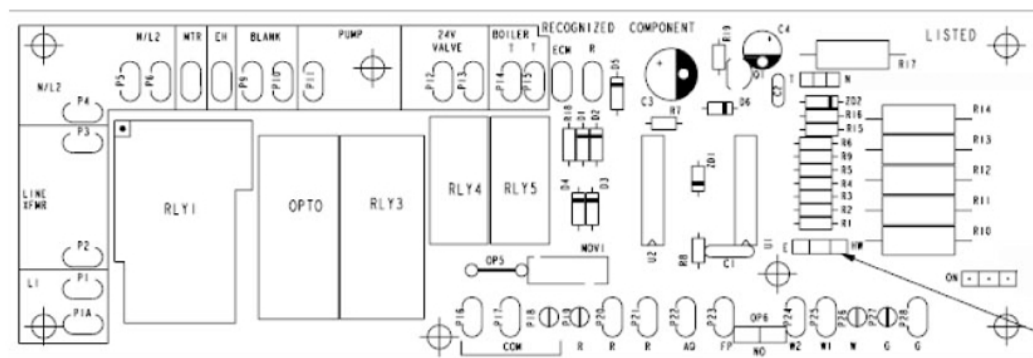 RECOGNIZED COMPONENT
LISTED
N/L2 MTR EH BLANK PUMP 24V VALVE BOILER T T ECM R
P5 P6 P9 P10 P11 P12 P13 P14 P15
N/L2
P4
P3
LINE
XFMR
P2
L1
P1
P1A
RLY1
OPTO
RLY3
RLY4
RLY5
R18 D1 D2
D5
D4 D3
C3
R7
R19
Q1
C4
D6
C2
R17
T N
ZD2
R16
R15
R6
R9
R5
R4
R3
R2
R1
R14
R13
R12
R11
R10
ZD1
U2
R8
C1
U1
E HW
ON
OP5
MOV1
P16 P17 P18 P19 P20 P21 P22 P23 OP6 P24 P25 P26 P27 P28
COM R R R AQ FP NO W2 W1 W G G